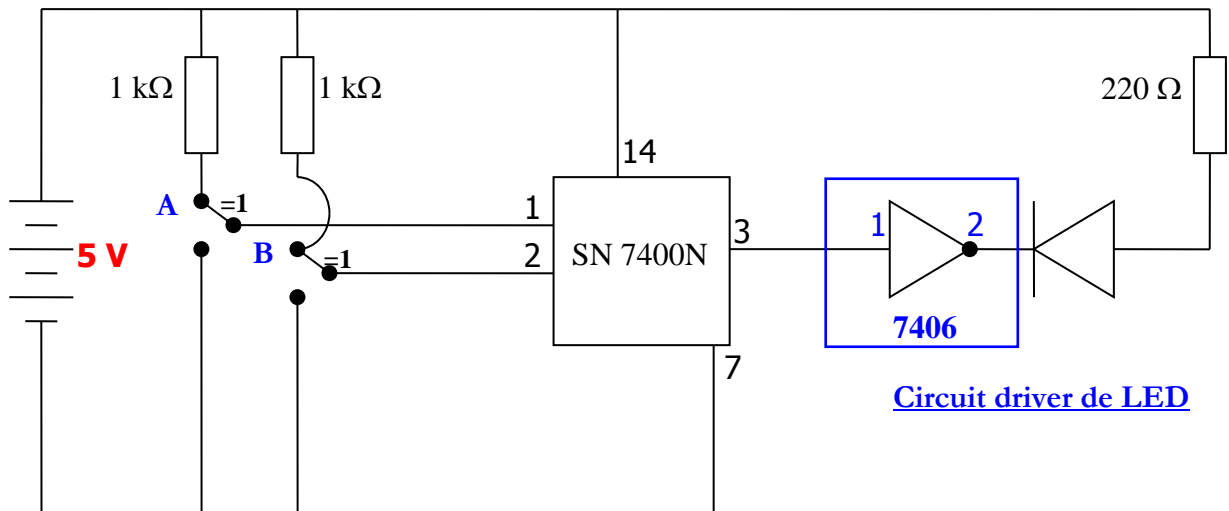 1 kΩ
1 kΩ
220 Ω
14
A
=1
1
5 V
B
=1
2
SN 7400N
3
1
2
7406
7
Circuit driver de LED